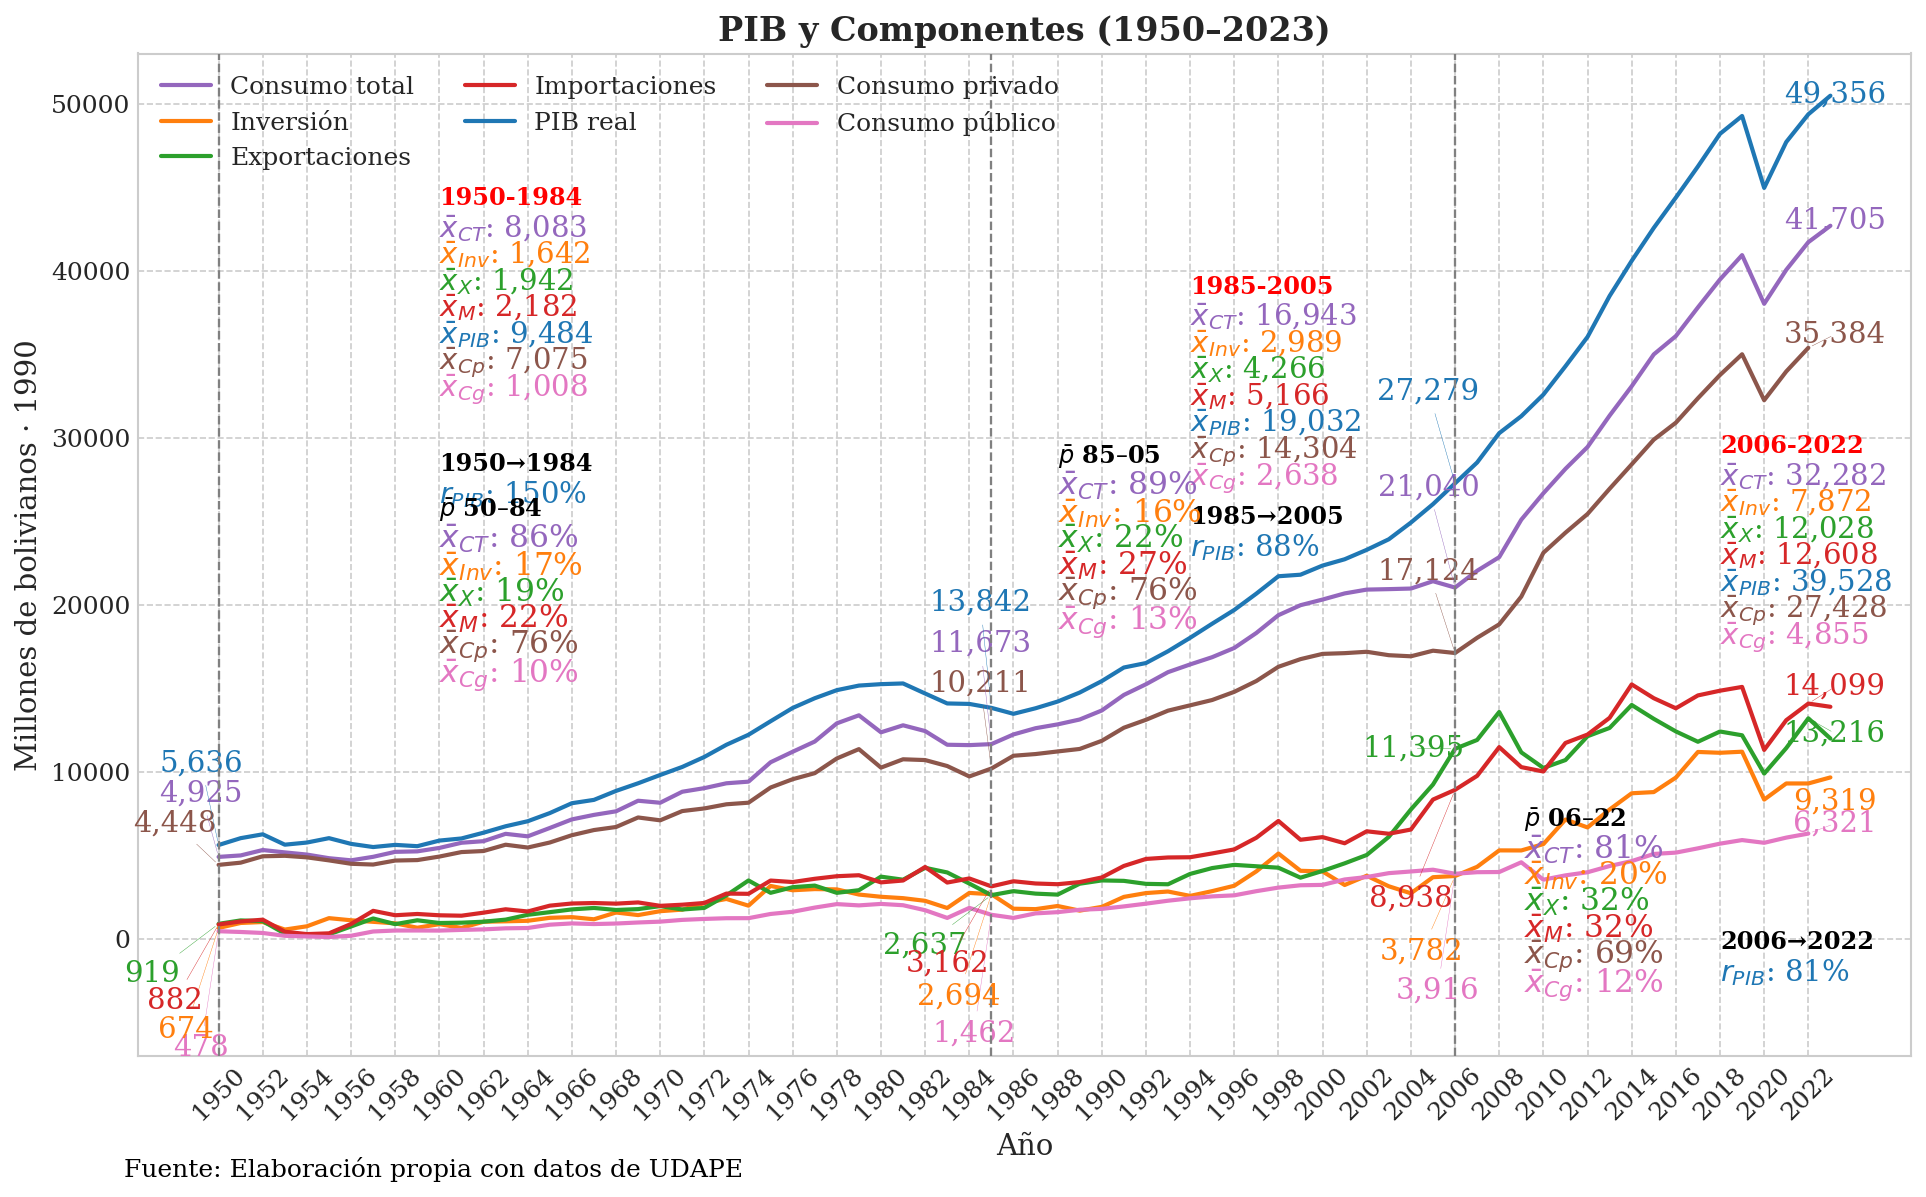 PIB y Componentes (1950–2023)
Consumo total
Inversión
Exportaciones
Importaciones
PIB real
Consumo privado
Consumo público
Millones de bolivianos · 1990
50000
40000
30000
20000
10000
0
1950-1984
x̄CT: 8,083
x̄Inv: 1,642
x̄X: 1,942
x̄M: 2,182
x̄PIB: 9,484
x̄Cp: 7,075
x̄Cg: 1,008
1950→1984
rPIB: 150%
p̄ 50–84
x̄CT: 86%
x̄Inv: 17%
x̄X: 19%
x̄M: 22%
x̄Cp: 76%
x̄Cg: 10%
1985-2005
x̄CT: 16,943
x̄Inv: 2,989
x̄X: 4,266
x̄M: 5,166
x̄PIB: 19,032
x̄Cp: 14,304
x̄Cg: 2,638
1985→2005
rPIB: 88%
p̄ 85–05
x̄CT: 89%
x̄Inv: 16%
x̄X: 22%
x̄M: 27%
x̄Cp: 76%
x̄Cg: 13%
2006-2022
x̄CT: 32,282
x̄Inv: 7,872
x̄X: 12,028
x̄M: 12,608
x̄PIB: 39,528
x̄Cp: 27,428
x̄Cg: 4,855
2006→2022
rPIB: 81%
p̄ 06–22
x̄CT: 81%
x̄Inv: 20%
x̄X: 32%
x̄M: 32%
x̄Cp: 69%
x̄Cg: 12%
5,636
4,925
4,448
919
882
674
478
13,842
11,673
10,211
2,637
3,162
2,694
1,462
27,279
21,040
17,124
11,395
8,938
3,782
3,916
49,356
41,705
35,384
14,099
13,216
9,319
6,321
1950
1952
1954
1956
1958
1960
1962
1964
1966
1968
1970
1972
1974
1976
1978
1980
1982
1984
1986
1988
1990
1992
1994
1996
1998
2000
2002
2004
2006
2008
2010
2012
2014
2016
2018
2020
2022
Año
Fuente: Elaboración propia con datos de UDAPE